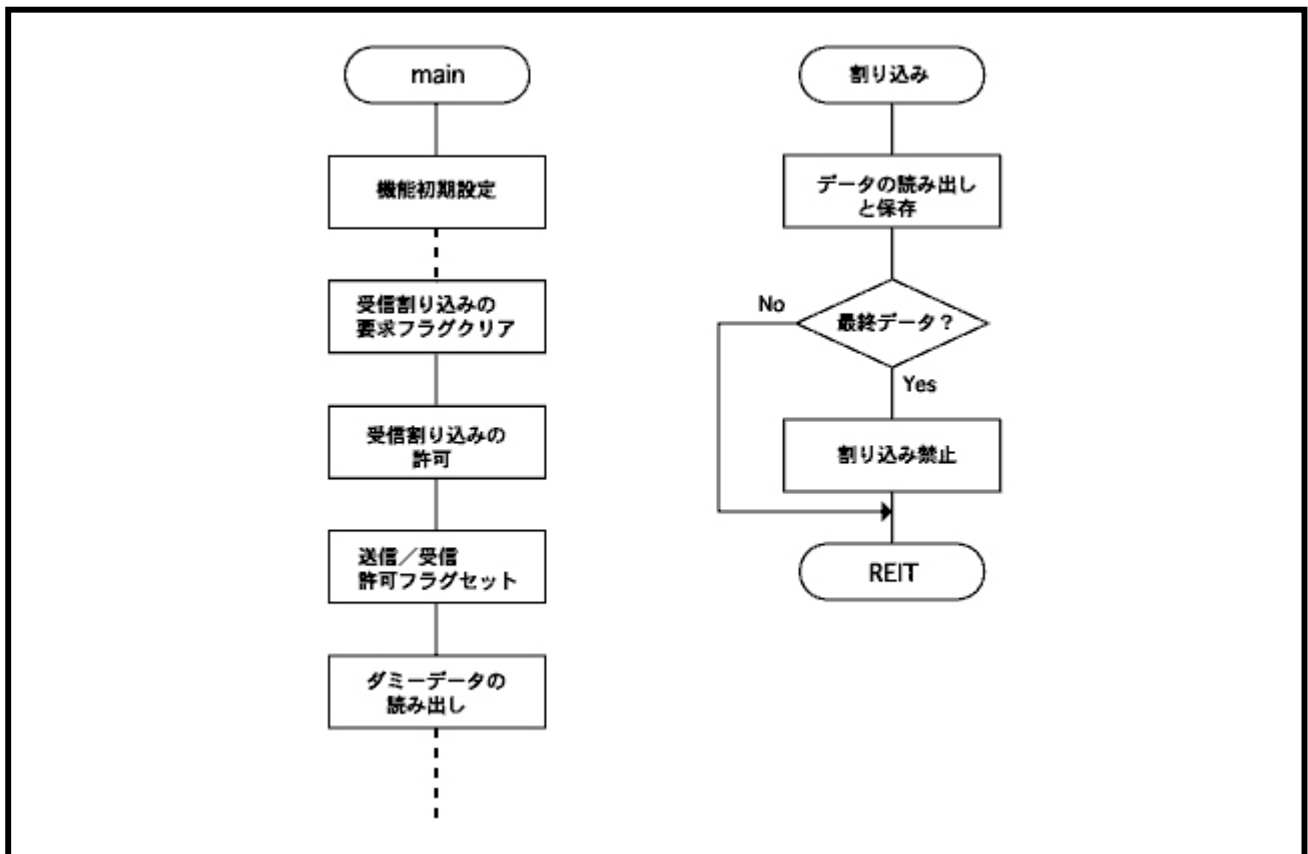 main
機能初期設定
受信割り込みの
要求フラグクリア
受信割り込みの
許可
送信／受信
許可フラグセット
ダミーデータの
読み出し
割り込み
データの読み出し
と保存
最終データ？
No
Yes
割り込み禁止
REIT